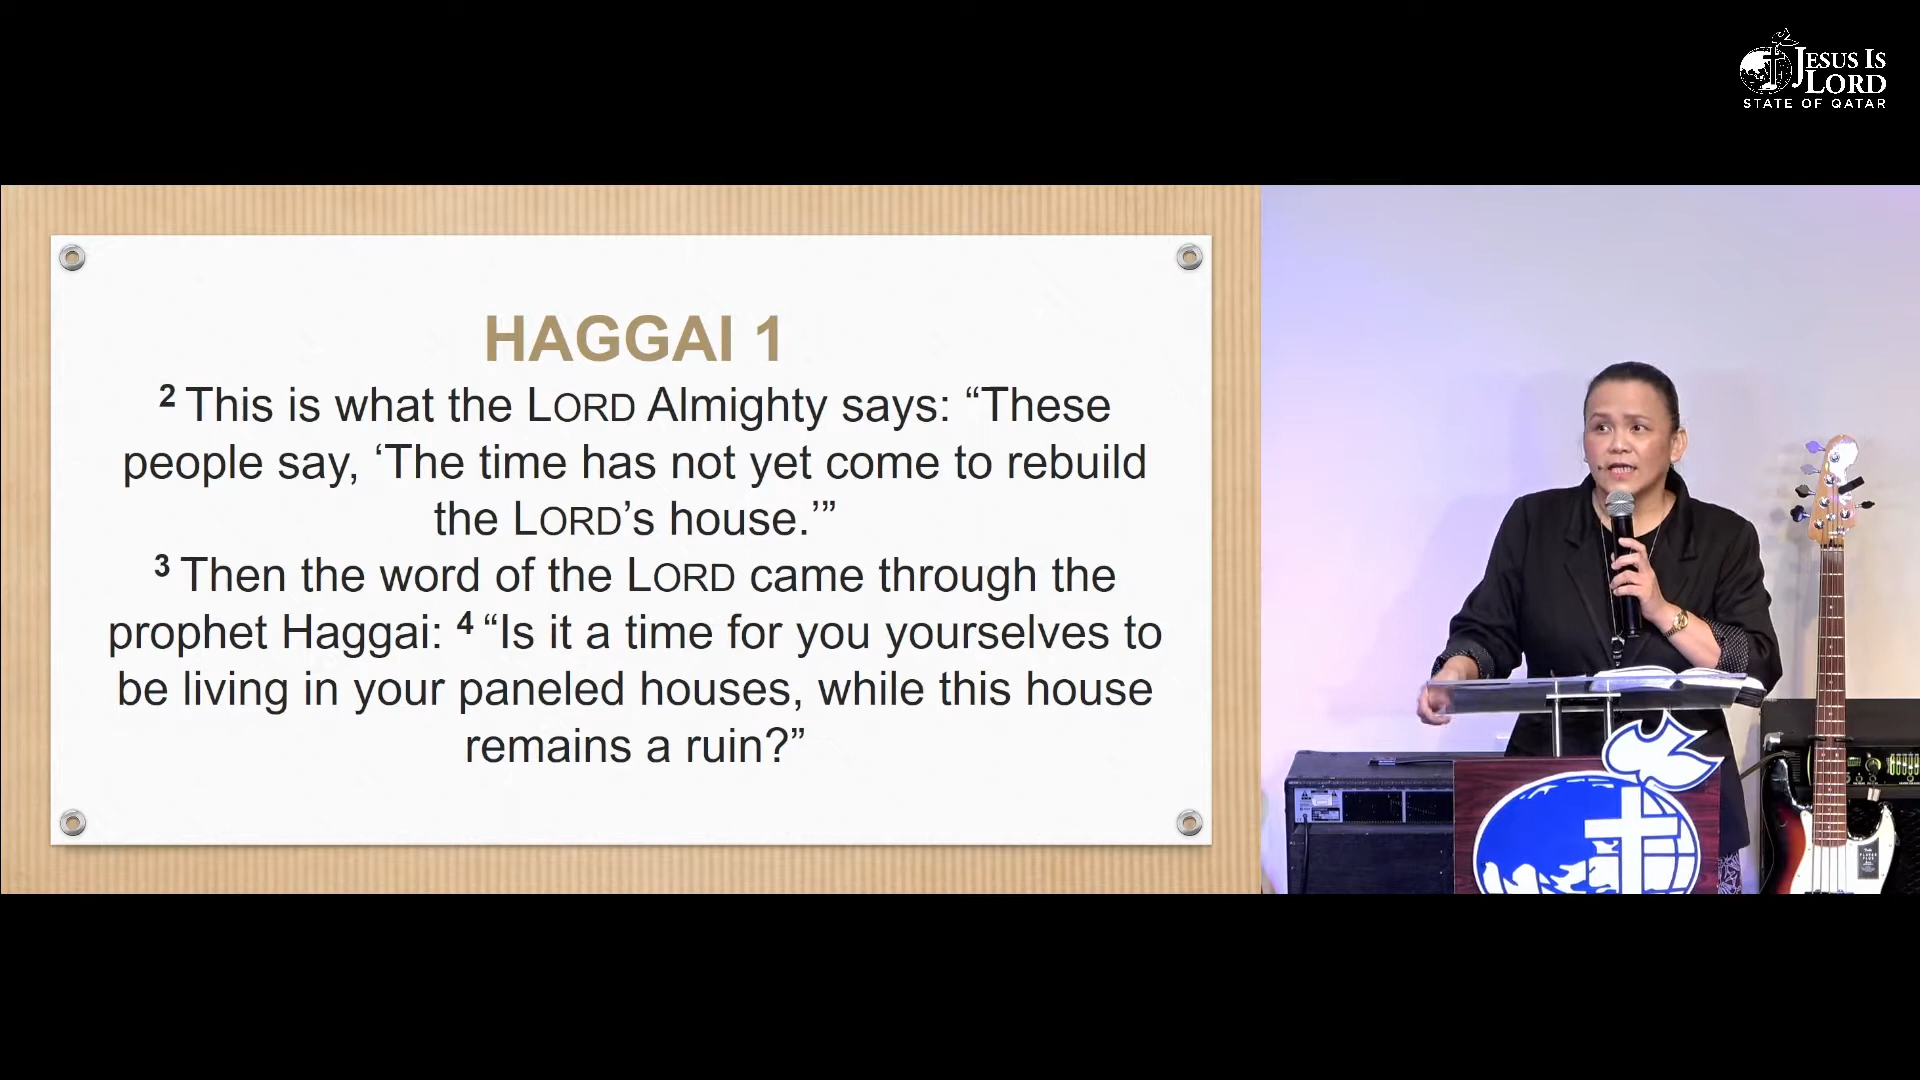 JESUS IS
LORD
STATE OF QATAR
HAGGAI 1
2 This is what the LORD Almighty says: “These
people say, ‘The time has not yet come to rebuild
the LORD’s house.’”
3 Then the word of the LORD came through the
prophet Haggai: 4 “Is it a time for you yourselves to
be living in your paneled houses, while this house
remains a ruin?”